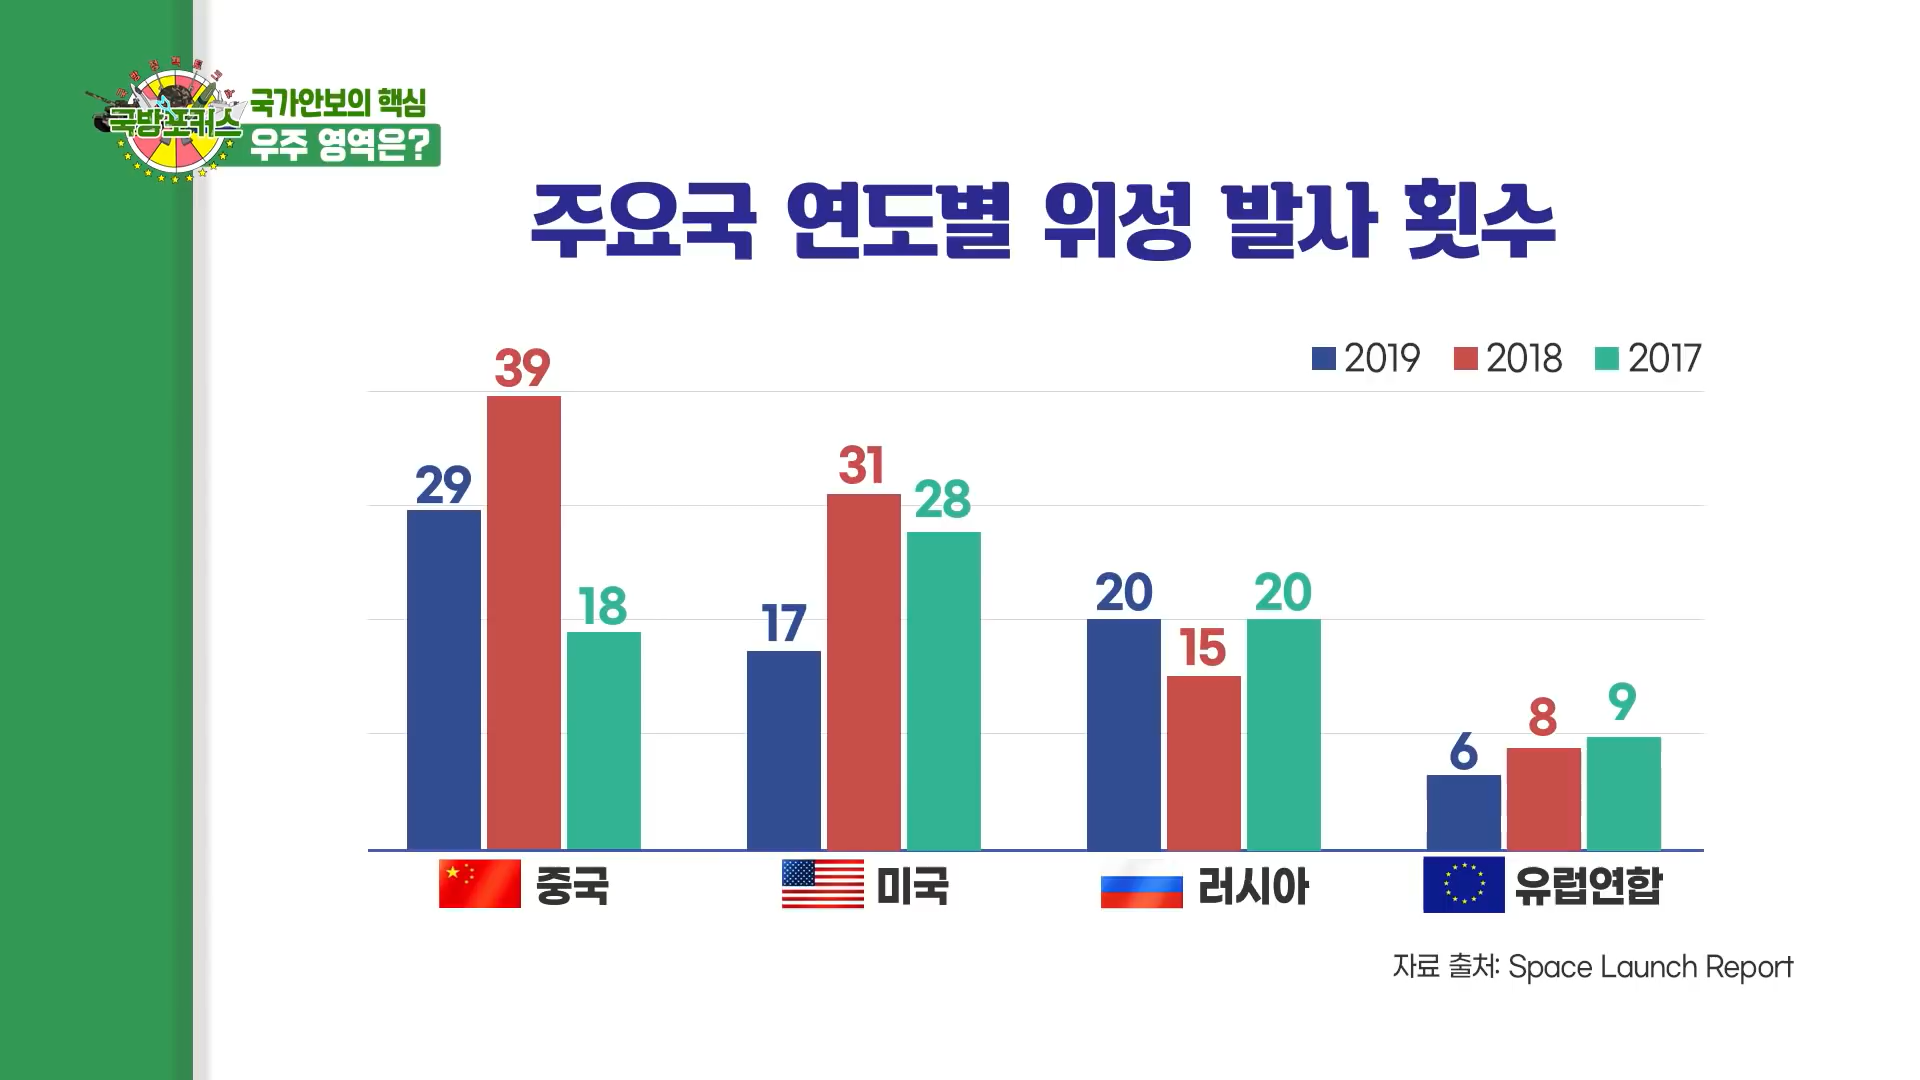 국방포커스
국가안보의 핵심
우주 영역은?
주요국 연도별 위성 발사 횟수
2019 2018 2017
29 39 18
17 31 28
20 15 20
6 8 9
중국 미국 러시아 유럽연합
자료 출처: Space Launch Report